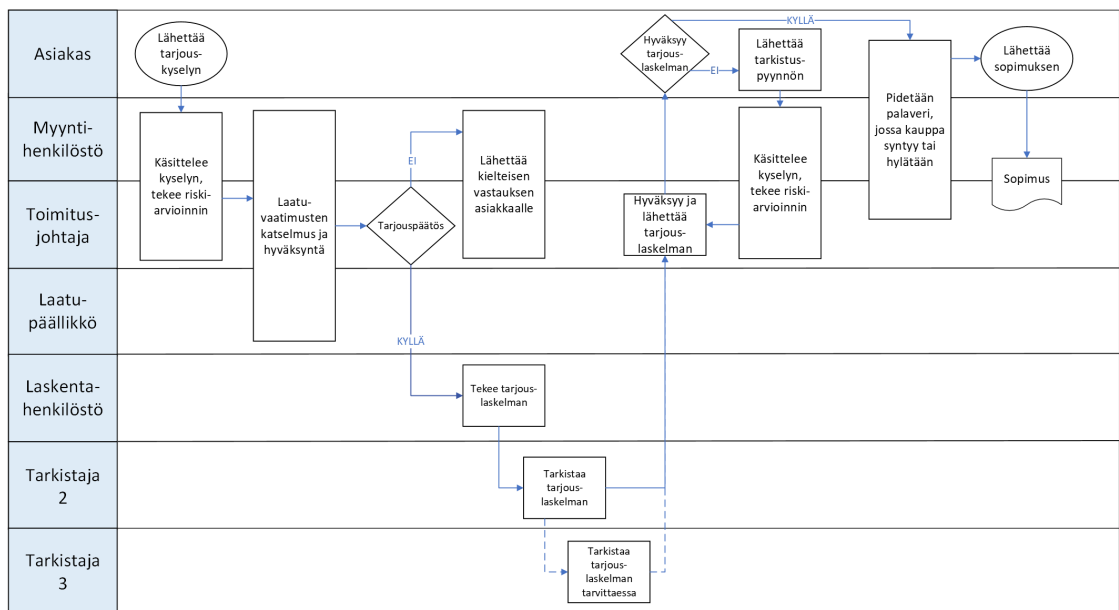 Asiakas
Lähettää
tarjous-
kyselyn
Hyväksyy
tarjous-
laskelman
KYLLÄ
EI
Lähettää
tarkistus-
pyynnön
Lähettää
sopimuksen
Myynti-
henkilöstö
Käsittelee
kyselyn,
tekee riski-
arvioinnin
Laatu-
vaatimusten
katselmus ja
hyväksyntä
EI
Lähettää
kielteisen
vastauksen
asiakkaalle
Käsittelee
kyselyn,
tekee riski-
arvioinnin
Pidetään
palaveri,
jossa kauppa
syntyy tai
hylätään
Sopimus
Toimitus-
johtaja
Tarjouspäätös
Hyväksyy ja
lähettää
tarjous-
laskelman
Laatu-
päällikkö
KYLLÄ
Laskenta-
henkilöstö
Tekee tarjous-
laskelman
Tarkistaja
2
Tarkistaa
tarjous-
laskelman
Tarkistaja
3
Tarkistaa
tarjous-
laskelman
tarvittaessa